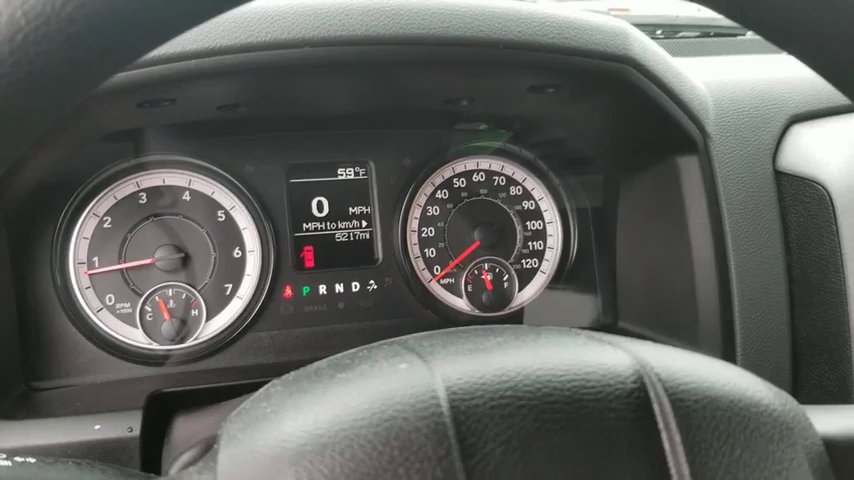 0 1 2 3 4 5 6 7
RPM
x1000
C H
59°F
0 MPH
MPH to km/h
5217mi
P R N D
0 10 20 30 40 50 60 70 80 90 100 110 120
MPH
E F